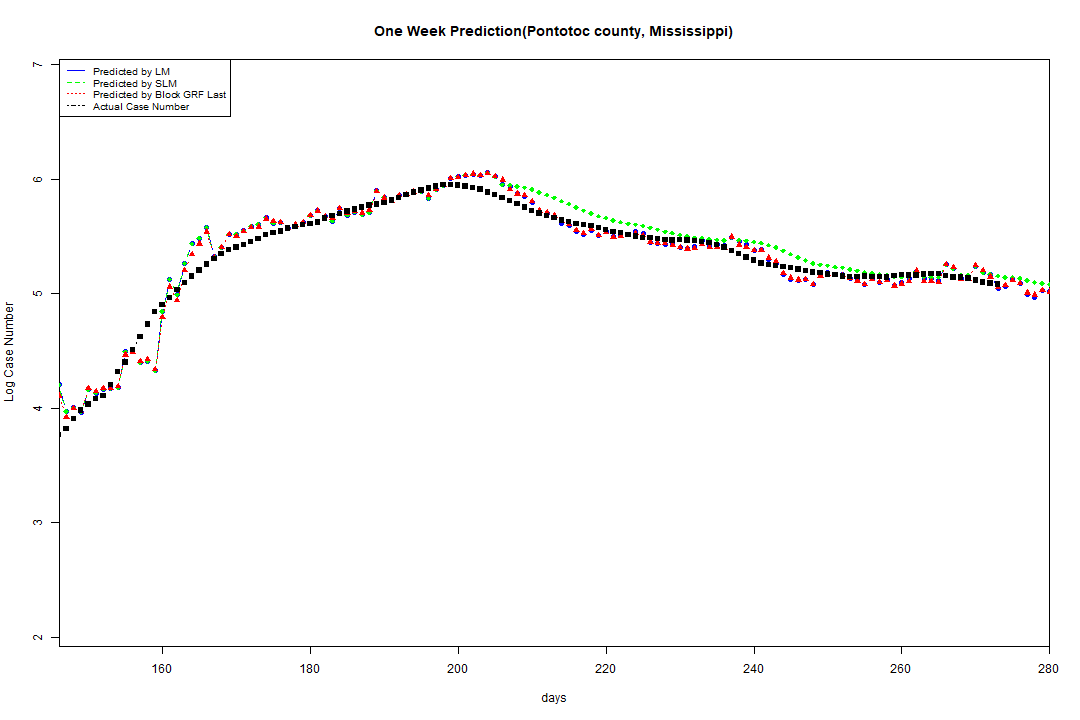 One Week Prediction(Pontotoc county, Mississippi)
Predicted by LM
Predicted by SLM
Predicted by Block GRF Last
Actual Case Number
7
6
5
4
3
2
Log Case Number
160 180 200 220 240 260 280
days